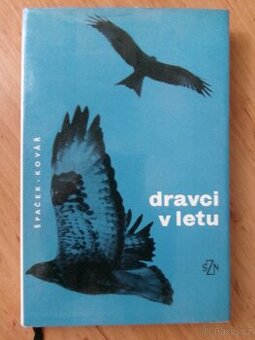 ŠPAČEK · KOVÁŘ
dravci
v letu
SZN